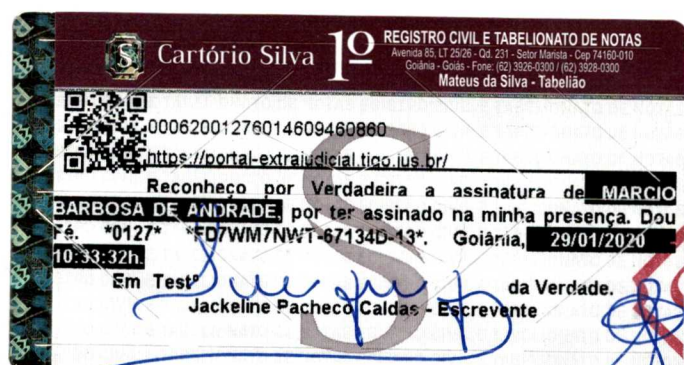 Cartório Silva 1º
REGISTRO CIVIL E TABELIONATO DE NOTAS
Avenida 85, LT 25/26 - Qd. 231 - Setor Marista - Cep 74160-010
Goiânia - Goiás - Fone: (62) 3926-0300 / (62) 3928-0300
Mateus da Silva - Tabelião
00062001276014609460860
https://portal-extrajudicial.tjgo.jus.br/
Reconheço por Verdadeira a assinatura de MARCIO
BARBOSA DE ANDRADE, por ter assinado na minha presença. Dou
Fé. *0127* *FD7WM7NWT-67134D-13*. Goiânia, 29/01/2020
10:33:32h.
Em Testº da Verdade.
Jackeline Pacheco Caldas - Escrevente